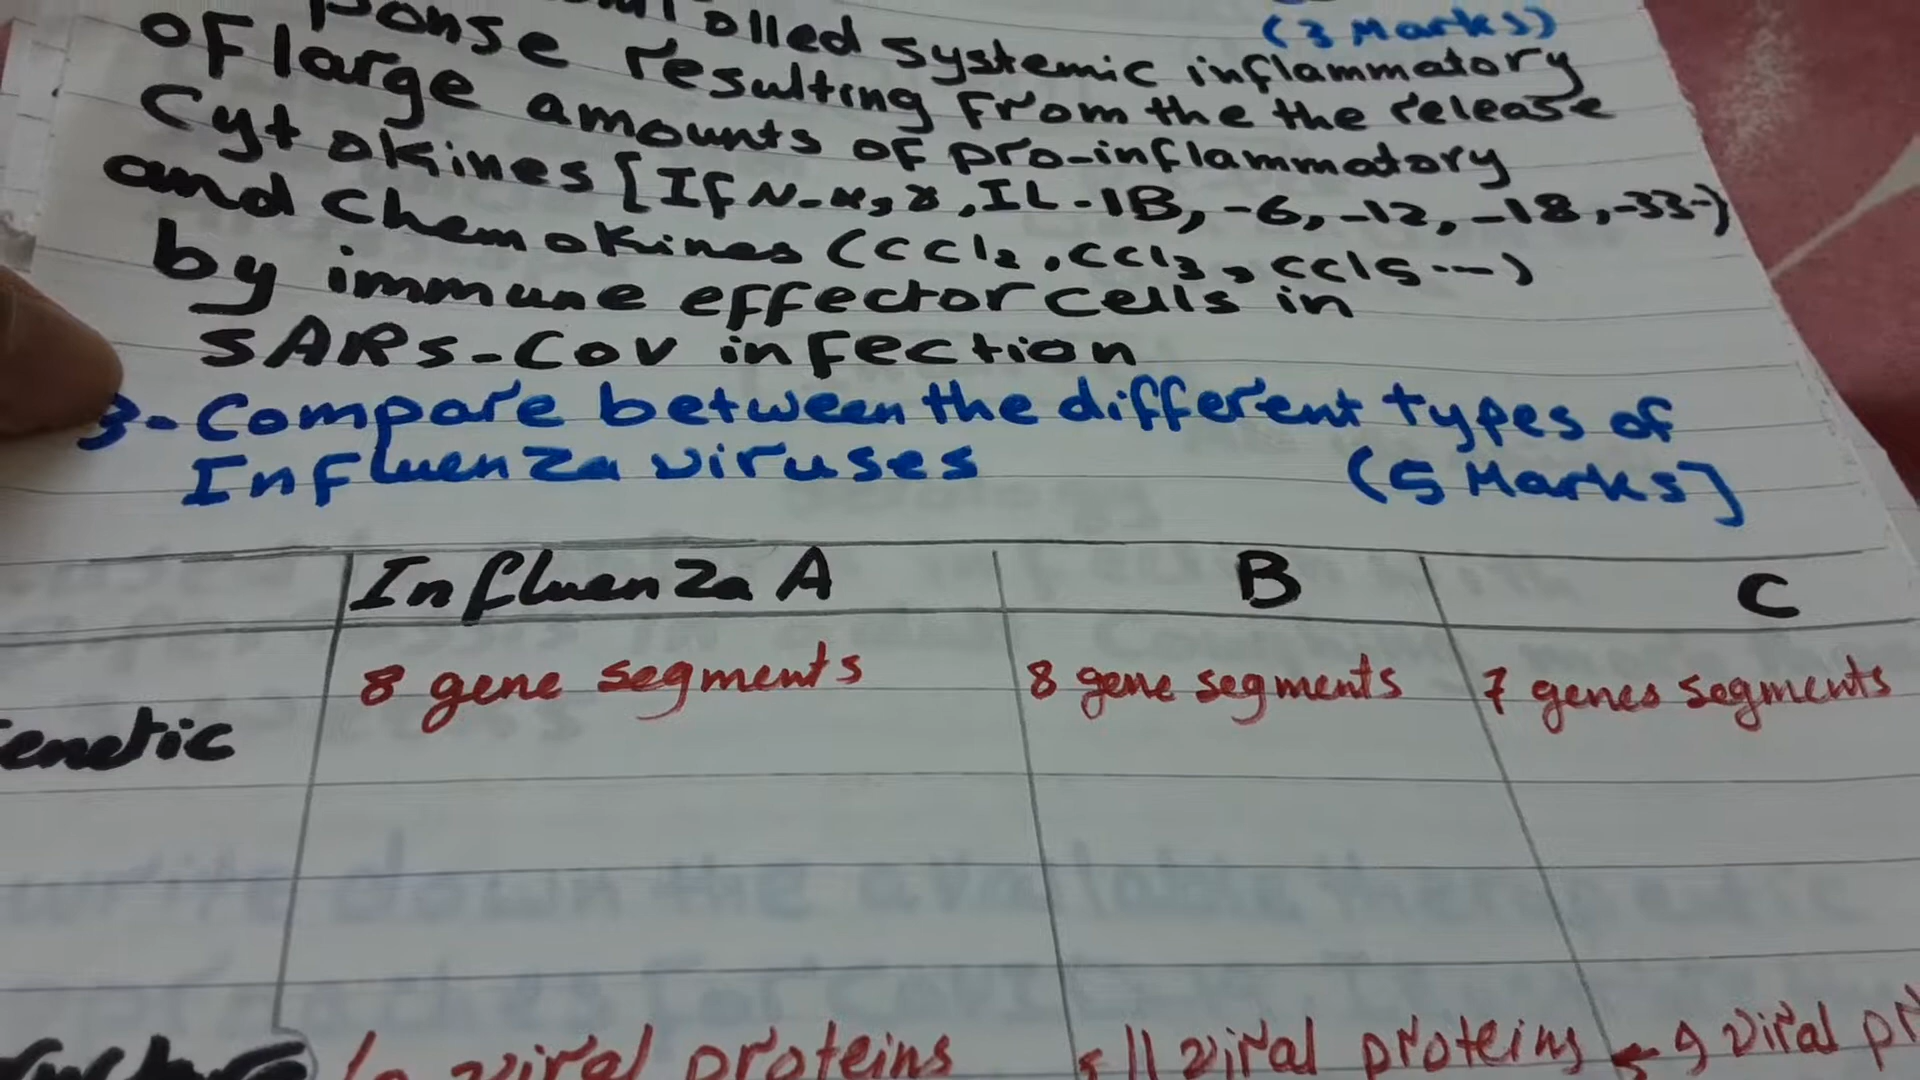 (3 Marks)
olled systemic inflammatory
ponse resulting from the the release
of large amounts of pro-inflammatory
Cytokines [IFN-α,γ,IL-1B,-6,-12,-18,-33-)
and chemokines (CCl2,CCl3,CCl5---)
by immune effector cells in
SARs-CoV infection
3- Compare between the different types of
Influenza viruses (5 Marks]
Influenza A B C
8 gene segments 8 gene segments 7 genes segments
enetic
viral proteins 11 viral proteins 9 viral pr